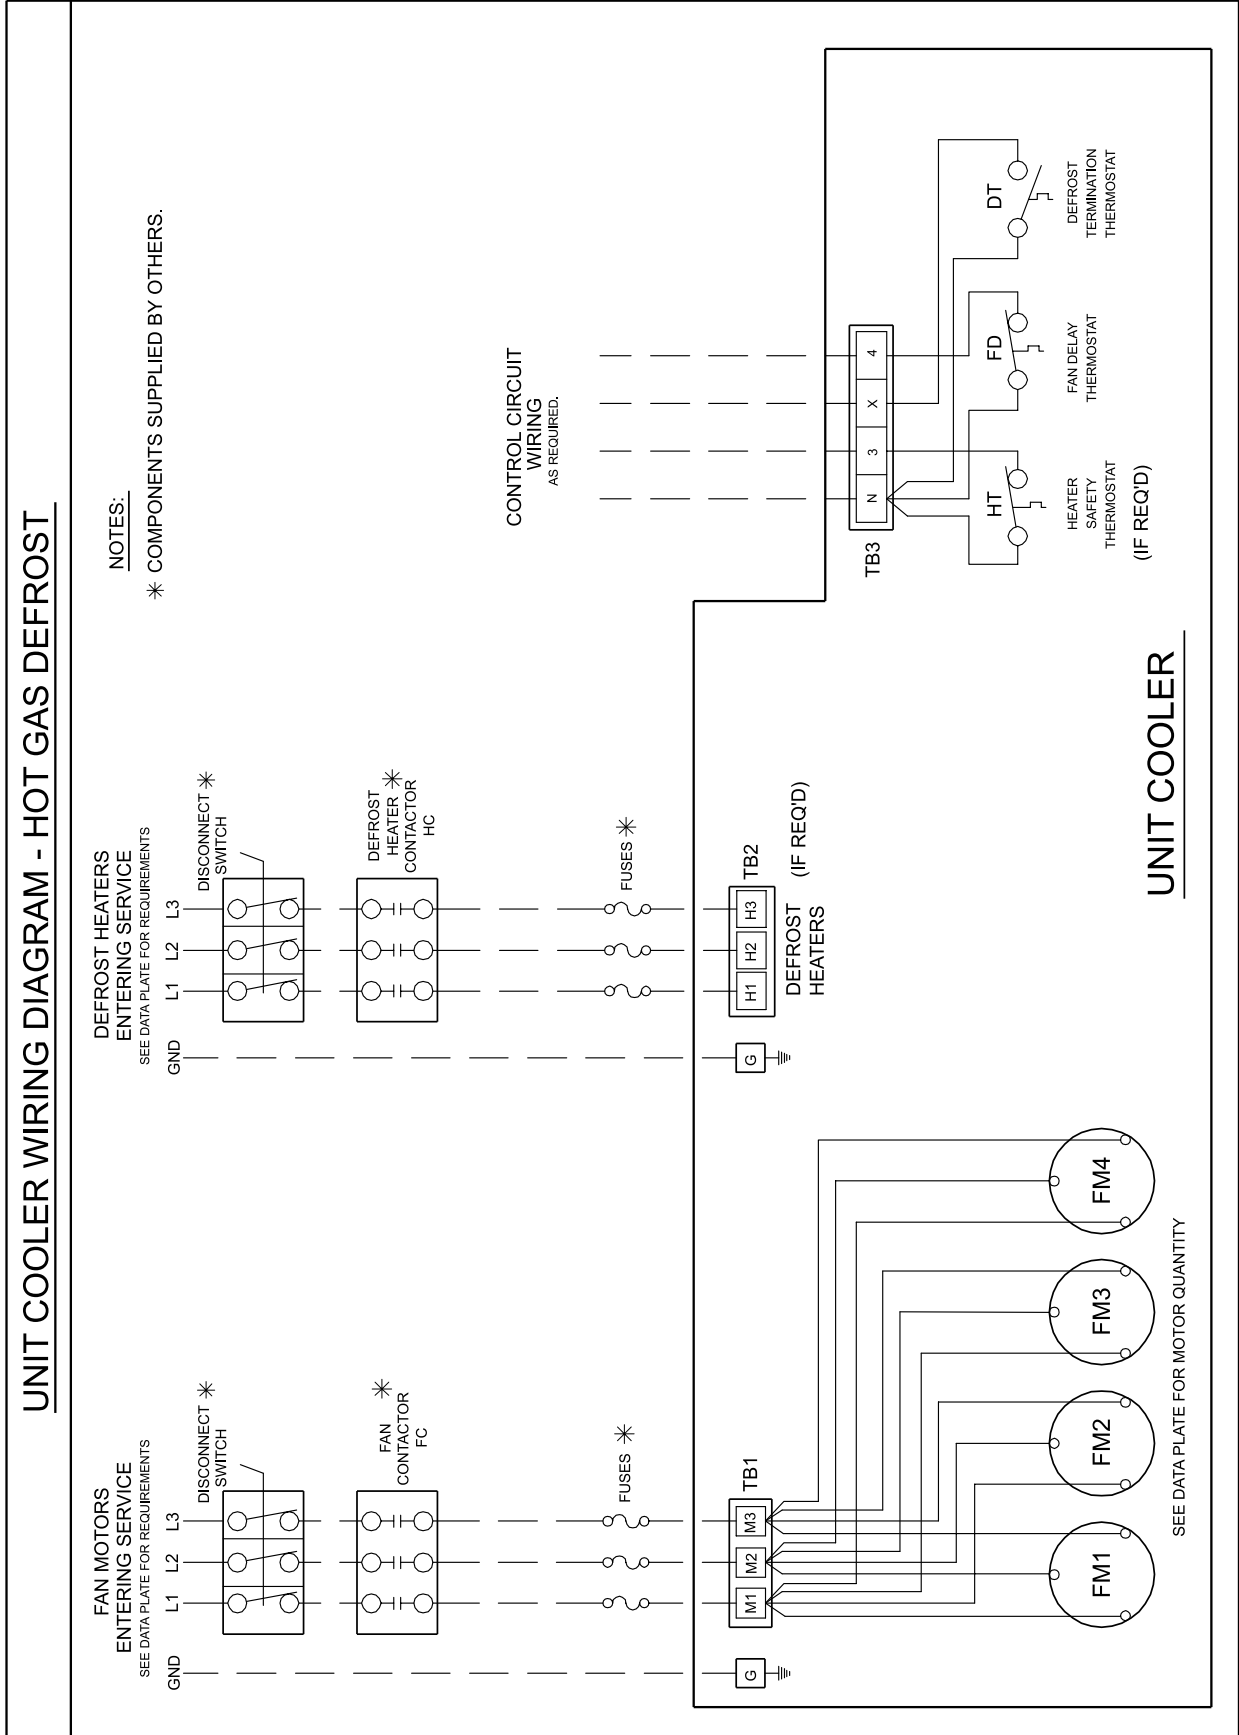 UNIT COOLER WIRING DIAGRAM - HOT GAS DEFROST
NOTES:
* COMPONENTS SUPPLIED BY OTHERS.
FAN MOTORS
ENTERING SERVICE
SEE DATA PLATE FOR REQUIREMENTS
GND
L1
L2
L3
DISCONNECT *
SWITCH
*
FAN
CONTACTOR
FC
FUSES *
G
M1
M2
M3
TB1
FM1
FM2
FM3
FM4
SEE DATA PLATE FOR MOTOR QUANTITY
DEFROST HEATERS
ENTERING SERVICE
SEE DATA PLATE FOR REQUIREMENTS
GND
L1
L2
L3
DISCONNECT *
SWITCH
DEFROST
HEATER *
CONTACTOR
HC
FUSES *
G
H1
H2
H3
TB2
DEFROST
HEATERS
(IF REQ'D)
CONTROL CIRCUIT
WIRING
AS REQUIRED.
TB3
N
3
X
4
HT
FD
DT
HEATER
SAFETY
THERMOSTAT
(IF REQ'D)
FAN DELAY
THERMOSTAT
DEFROST
TERMINATION
THERMOSTAT
UNIT COOLER